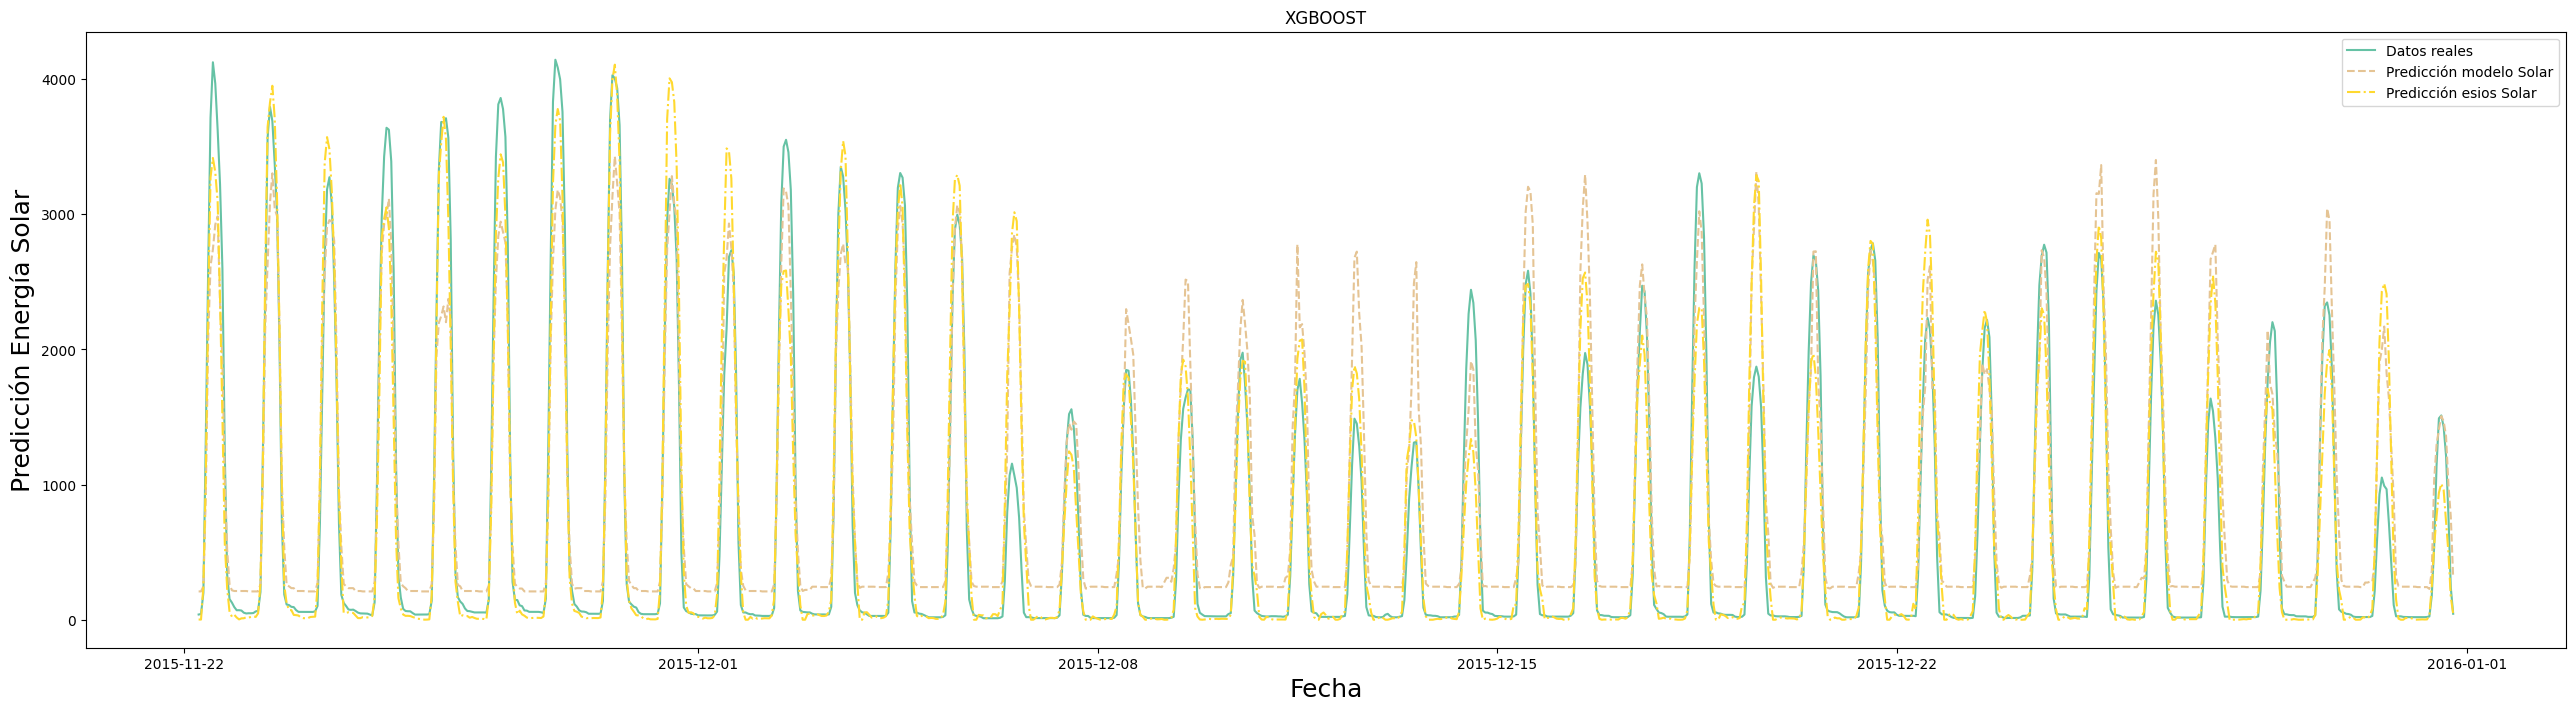 XGBOOST
Datos reales
Predicción modelo Solar
Predicción esios Solar
Predicción Energía Solar
4000
3000
2000
1000
0
2015-11-22
2015-12-01
2015-12-08
2015-12-15
2015-12-22
2016-01-01
Fecha